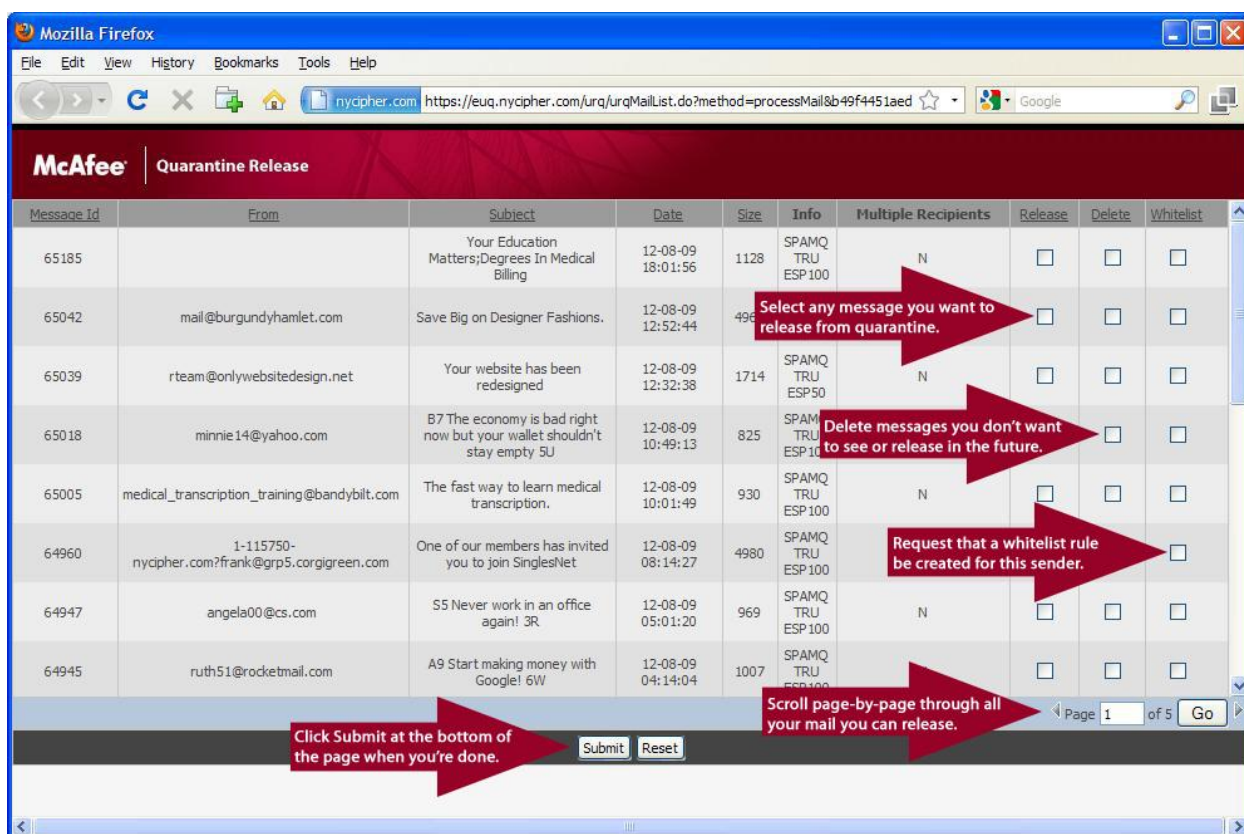 Mozilla Firefox
File Edit View History Bookmarks Tools Help
nycipher.com https://euq.nycipher.com/urq/urqMailList.do?method=processMail&b49f4451aed Google
McAfee Quarantine Release
Message Id From Subject Date Size Info Multiple Recipients Release Delete Whitelist
65185 Your Education Matters;Degrees In Medical Billing 12-08-09 18:01:56 1128 SPAMQ TRU ESP100 N
65042 mail@burgundyhamlet.com Save Big on Designer Fashions. 12-08-09 12:52:44
Select any message you want to
release from quarantine.
65039 rteam@onlywebsitedesign.net Your website has been redesigned 12-08-09 12:32:38 1714 SPAMQ TRU ESP50 N
65018 minnie14@yahoo.com B7 The economy is bad right now but your wallet shouldn't stay empty 5U 12-08-09 10:49:13 825
Delete messages you don't want
to see or release in the future.
65005 medical_transcription_training@bandybilt.com The fast way to learn medical transcription. 12-08-09 10:01:49 930 SPAMQ TRU ESP100 N
64960 1-115750-nycipher.com?frank@grp5.corgigreen.com One of our members has invited you to join SinglesNet 12-08-09 08:14:27 4980 SPAMQ TRU ESP100
Request that a whitelist rule
be created for this sender.
64947 angela00@cs.com S5 Never work in an office again! 3R 12-08-09 05:01:20 969 SPAMQ TRU ESP100 N
64945 ruth51@rocketmail.com A9 Start making money with Google! 6W 12-08-09 04:14:04 1007 SPAMQ TRU
Scroll page-by-page through all
your mail you can release.
Page 1 of 5 Go
Click Submit at the bottom of
the page when you're done.
Submit Reset